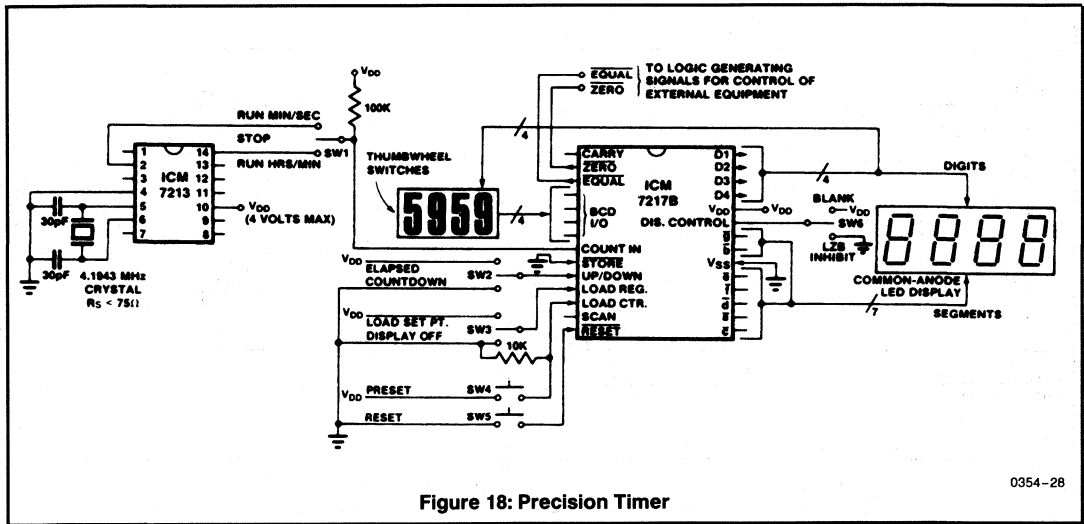 VDD
EQUAL
ZERO
TO LOGIC GENERATING
SIGNALS FOR CONTROL OF
EXTERNAL EQUIPMENT
100K
RUN MIN/SEC
STOP
SW1
RUN HRS/MIN
1
2
3
4
5
6
7
14
13
12
11
10
9
8
ICM
7213
VDD
(4 VOLTS MAX)
30pF
30pF
4.1943 MHz
CRYSTAL
RS < 75Ω
THUMBWHEEL
SWITCHES
5959
4
4
CARRY
ZERO
EQUAL
BCD
I/O
COUNT IN
STORE
UP/DOWN
LOAD REG.
LOAD CTR.
SCAN
RESET
ICM
7217B
D1
D2
D3
D4
VDD
DIS. CONTROL
VSS
4
DIGITS
BLANK
VDD
VDD
SW6
LZB
INHIBIT
8888
COMMON-ANODE
LED DISPLAY
7
SEGMENTS
VDD
ELAPSED
COUNTDOWN
SW2
VDD
LOAD SET PT.
DISPLAY OFF
SW3
10K
VDD
PRESET
SW4
RESET
SW5
0354-28
Figure 18: Precision Timer